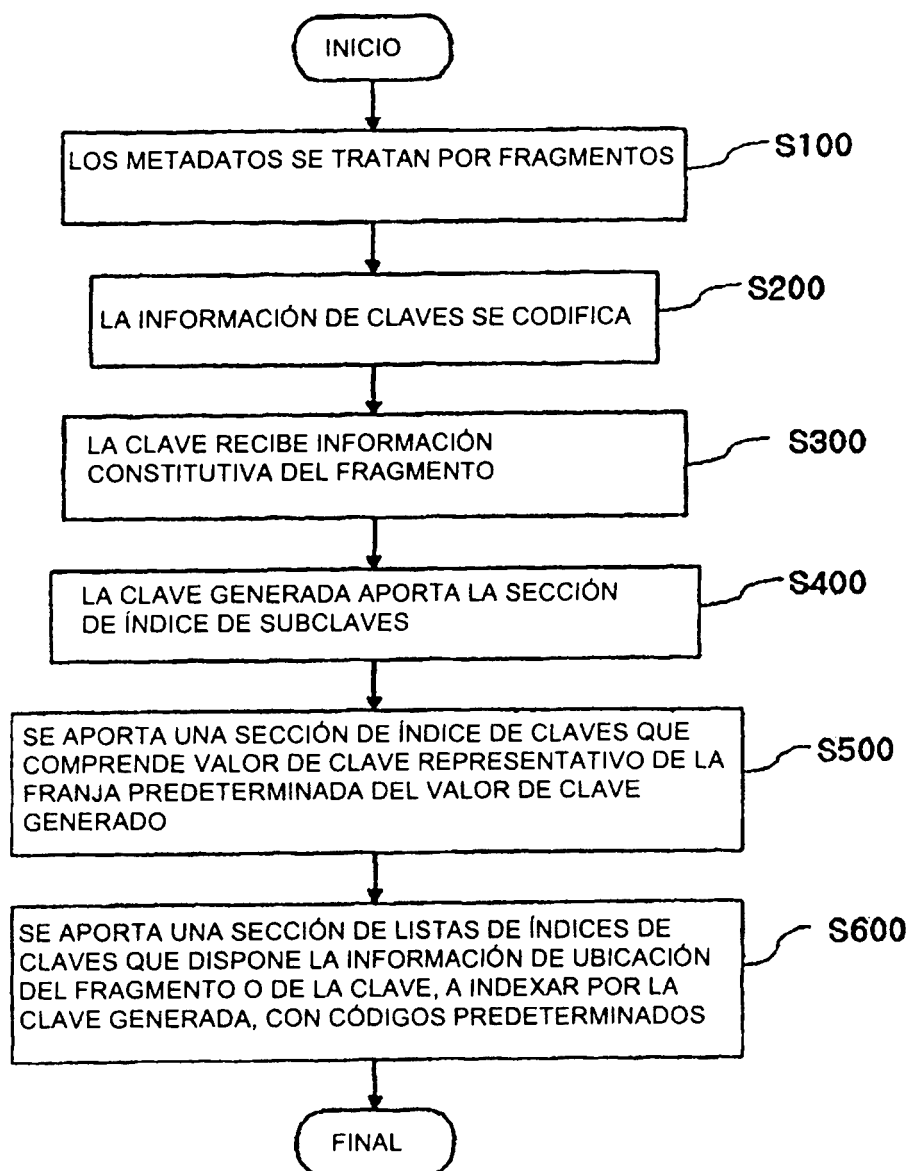 INICIO
LOS METADATOS SE TRATAN POR FRAGMENTOS
S100
LA INFORMACIÓN DE CLAVES SE CODIFICA
S200
LA CLAVE RECIBE INFORMACIÓN
CONSTITUTIVA DEL FRAGMENTO
S300
LA CLAVE GENERADA APORTA LA SECCIÓN
DE ÍNDICE DE SUBCLAVES
S400
SE APORTA UNA SECCIÓN DE ÍNDICE DE CLAVES QUE
COMPRENDE VALOR DE CLAVE REPRESENTATIVO DE LA
FRANJA PREDETERMINADA DEL VALOR DE CLAVE
GENERADO
S500
SE APORTA UNA SECCIÓN DE LISTAS DE ÍNDICES DE
CLAVES QUE DISPONE LA INFORMACIÓN DE UBICACIÓN
DEL FRAGMENTO O DE LA CLAVE, A INDEXAR POR LA
CLAVE GENERADA, CON CÓDIGOS PREDETERMINADOS
S600
FINAL